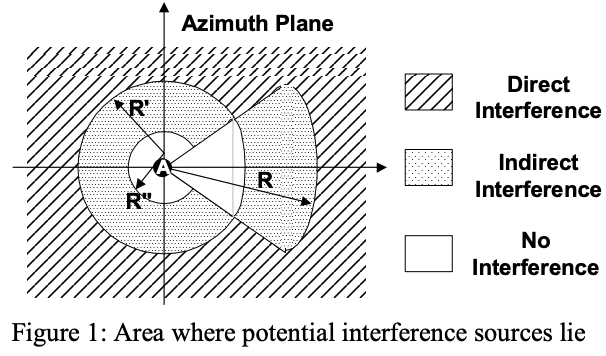 Azimuth Plane
R'
A
R
R"
Direct
Interference
Indirect
Interference
No
Interference
Figure 1: Area where potential interference sources lie